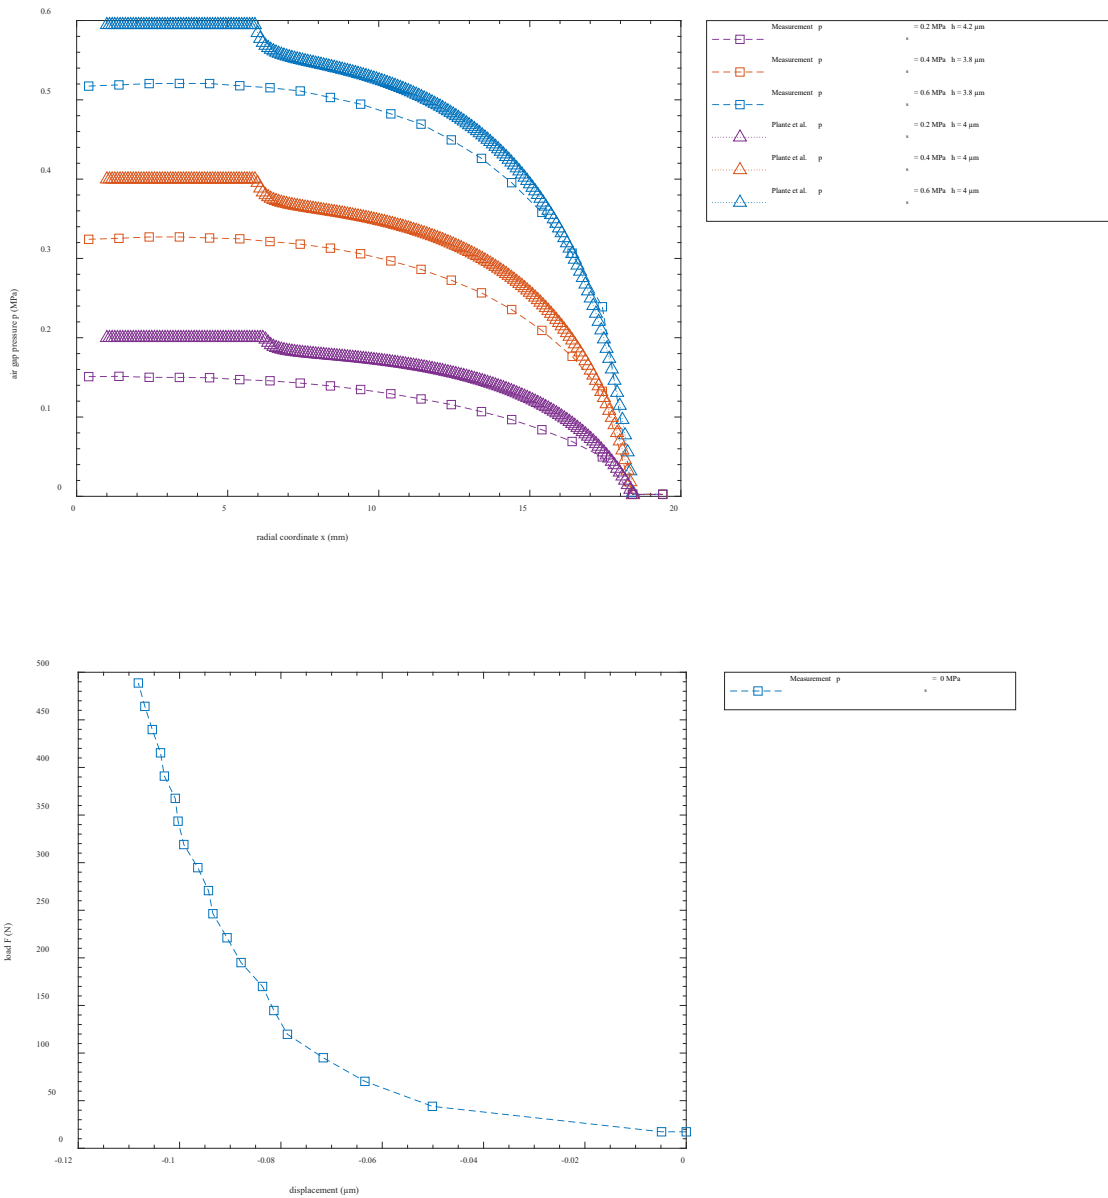 0.6
0.5
0.4
0.3
0.2
0.1
0
air gap pressure p (MPa)
0 5 10 15 20
radial coordinate x (mm)
Measurement p = 0.2 MPa h = 4.2 µm
s
Measurement p = 0.4 MPa h = 3.8 µm
s
Measurement p = 0.6 MPa h = 3.8 µm
s
Plante et al. p = 0.2 MPa h = 4 µm
s
Plante et al. p = 0.4 MPa h = 4 µm
s
Plante et al. p = 0.6 MPa h = 4 µm
s
500
450
400
350
300
250
200
150
100
50
0
load F (N)
-0.12 -0.1 -0.08 -0.06 -0.04 -0.02 0
displacement (µm)
Measurement p = 0 MPa
s